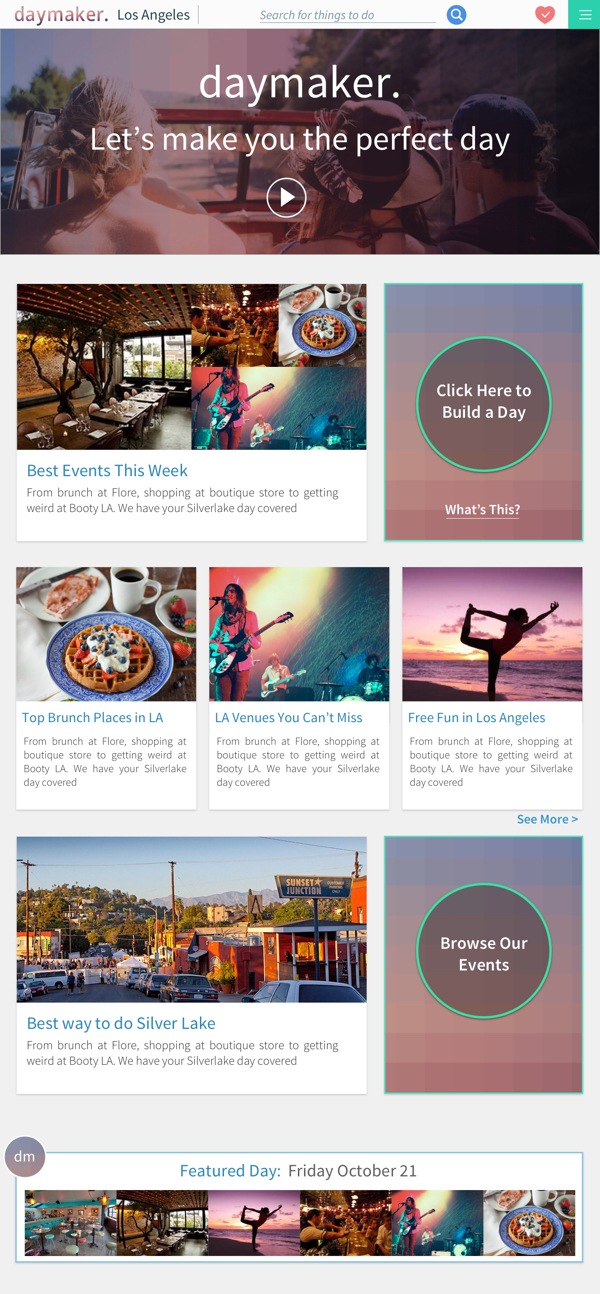 daymaker. Los Angeles
Search for things to do
daymaker.
Let’s make you the perfect day
Best Events This Week
From brunch at Flore, shopping at boutique store to getting
weird at Booty LA. We have your Silverlake day covered
Click Here to
Build a Day
What’s This?
Top Brunch Places in LA
From brunch at Flore, shopping at
boutique store to getting weird at
Booty LA. We have your Silverlake
day covered
LA Venues You Can’t Miss
From brunch at Flore, shopping at
boutique store to getting weird at
Booty LA. We have your Silverlake
day covered
Free Fun in Los Angeles
From brunch at Flore, shopping at
boutique store to getting weird at
Booty LA. We have your Silverlake
day covered
See More >
SUNSET
JUNCTION
Best way to do Silver Lake
From brunch at Flore, shopping at boutique store to getting
weird at Booty LA. We have your Silverlake day covered
Browse Our
Events
dm
Featured Day: Friday October 21